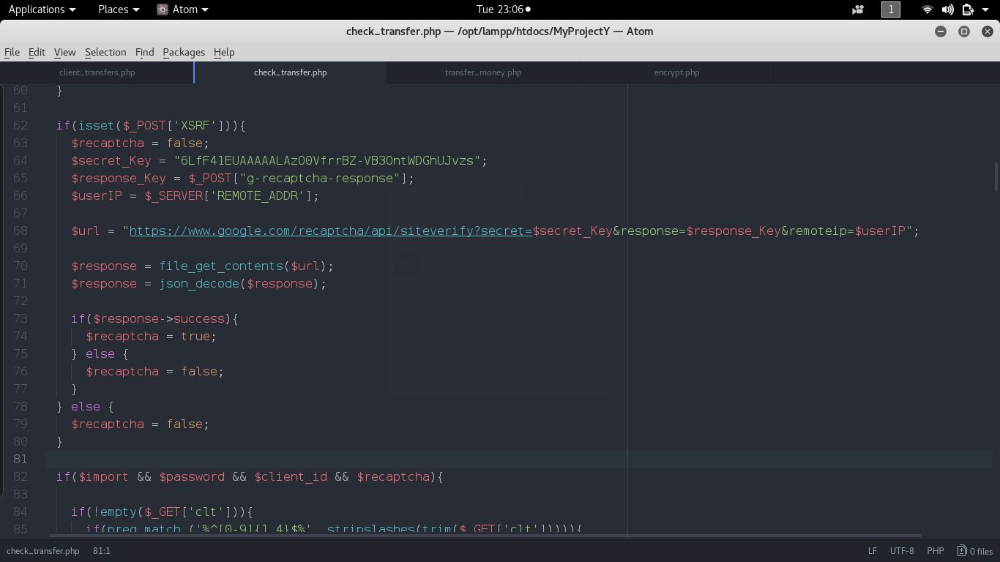 Applications Places Atom Tue 23:06 1
check_transfer.php — /opt/lampp/htdocs/MyProjectY — Atom
File Edit View Selection Find Packages Help
client_transfers.php check_transfer.php transfer_money.php encrypt.php
60 }
61
62 if(isset($_POST['XSRF'])){
63 $recaptcha = false;
64 $secret_Key = "6LfF41EUAAAAALAzO0VfrrBZ-VB3OntWDGhUJvzs";
65 $response_Key = $_POST["g-recaptcha-response"];
66 $userIP = $_SERVER['REMOTE_ADDR'];
67
68 $url = "https://www.google.com/recaptcha/api/siteverify?secret=$secret_Key&response=$response_Key&remoteip=$userIP";
69
70 $response = file_get_contents($url);
71 $response = json_decode($response);
72
73 if($response->success){
74 $recaptcha = true;
75 } else {
76 $recaptcha = false;
77 }
78 } else {
79 $recaptcha = false;
80 }
81
82 if($import && $password && $client_id && $recaptcha){
83
84 if(!empty($_GET['clt'])){
85 if(preg_match ('%^[0-9]{1,4}$%', stripslashes(trim($_GET['clt'])))){
check_transfer.php 81:1 LF UTF-8 PHP 0 files